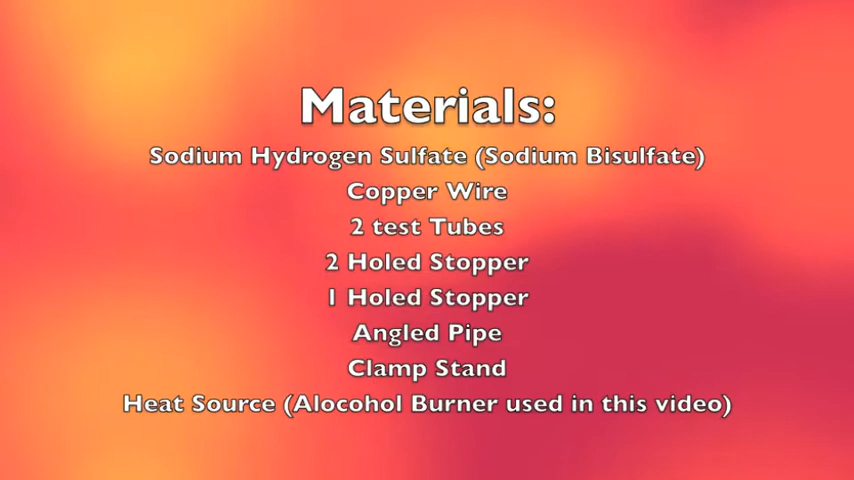 Materials:
Sodium Hydrogen Sulfate (Sodium Bisulfate)
Copper Wire
2 test Tubes
2 Holed Stopper
1 Holed Stopper
Angled Pipe
Clamp Stand
Heat Source (Alocohol Burner used in this video)